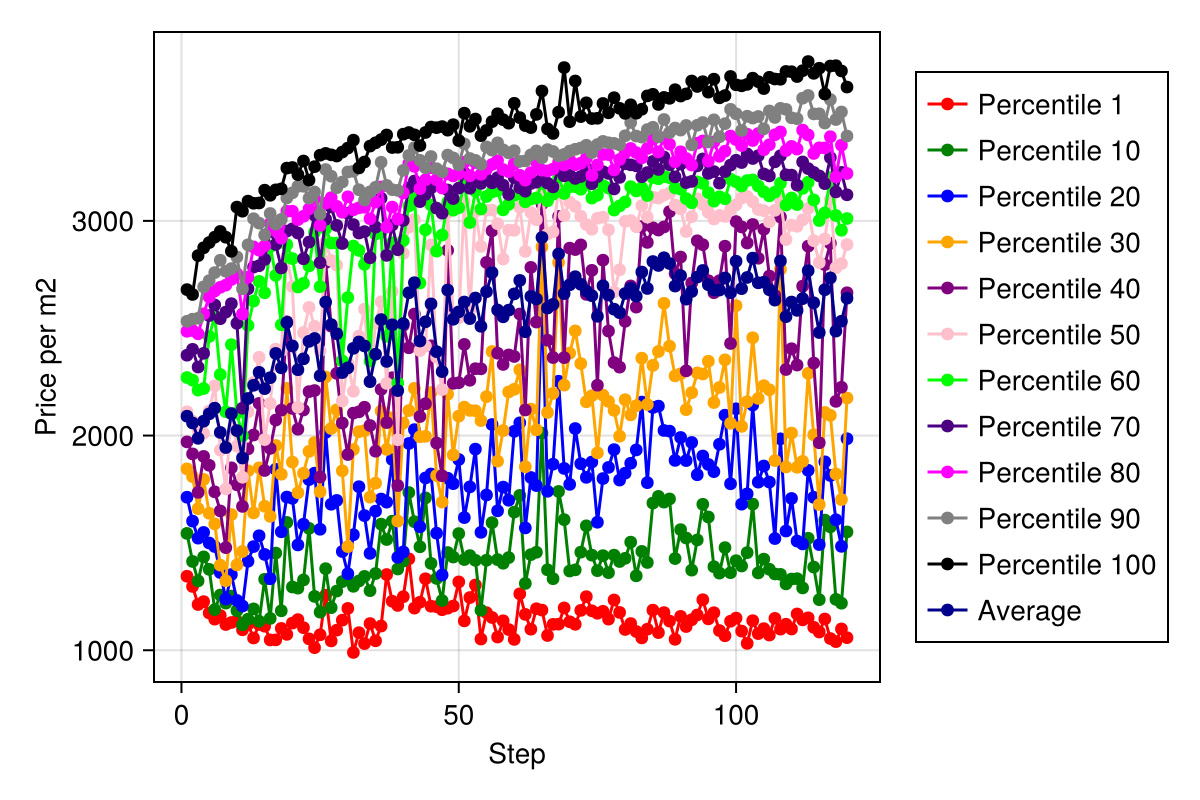 Price per m2
3000
2000
1000
0
50
100
Step
Percentile 1
Percentile 10
Percentile 20
Percentile 30
Percentile 40
Percentile 50
Percentile 60
Percentile 70
Percentile 80
Percentile 90
Percentile 100
Average